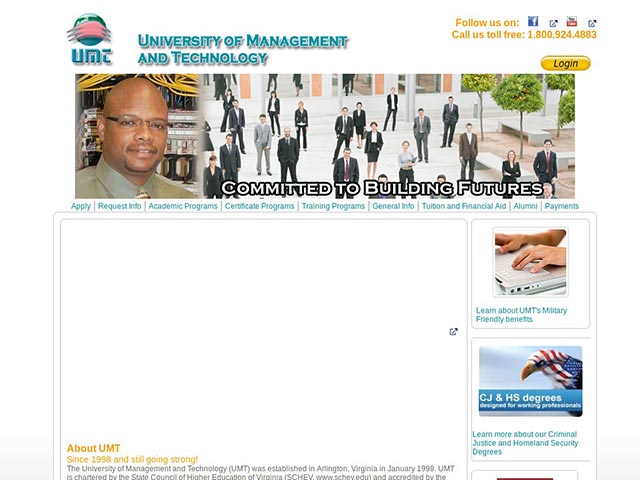 Follow us on:
Call us toll free: 1.800.924.4883
UMT
UNIVERSITY OF MANAGEMENT
AND TECHNOLOGY
Login
COMMITTED TO BUILDING FUTURES
Apply | Request Info | Academic Programs | Certificate Programs | Training Programs | General Info | Tuition and Financial Aid | Alumni | Payments
Learn about UMT's Military
Friendly benefits
CJ & HS degrees
designed for working professionals
Learn more about our Criminal
Justice and Homeland Security
Degrees
About UMT
Since 1998 and still going strong!
The University of Management and Technology (UMT) was established in Arlington, Virginia in January 1998. UMT
is chartered by the State Council of Higher Education of Virginia (SCHEV, www.schev.edu) and accredited by the